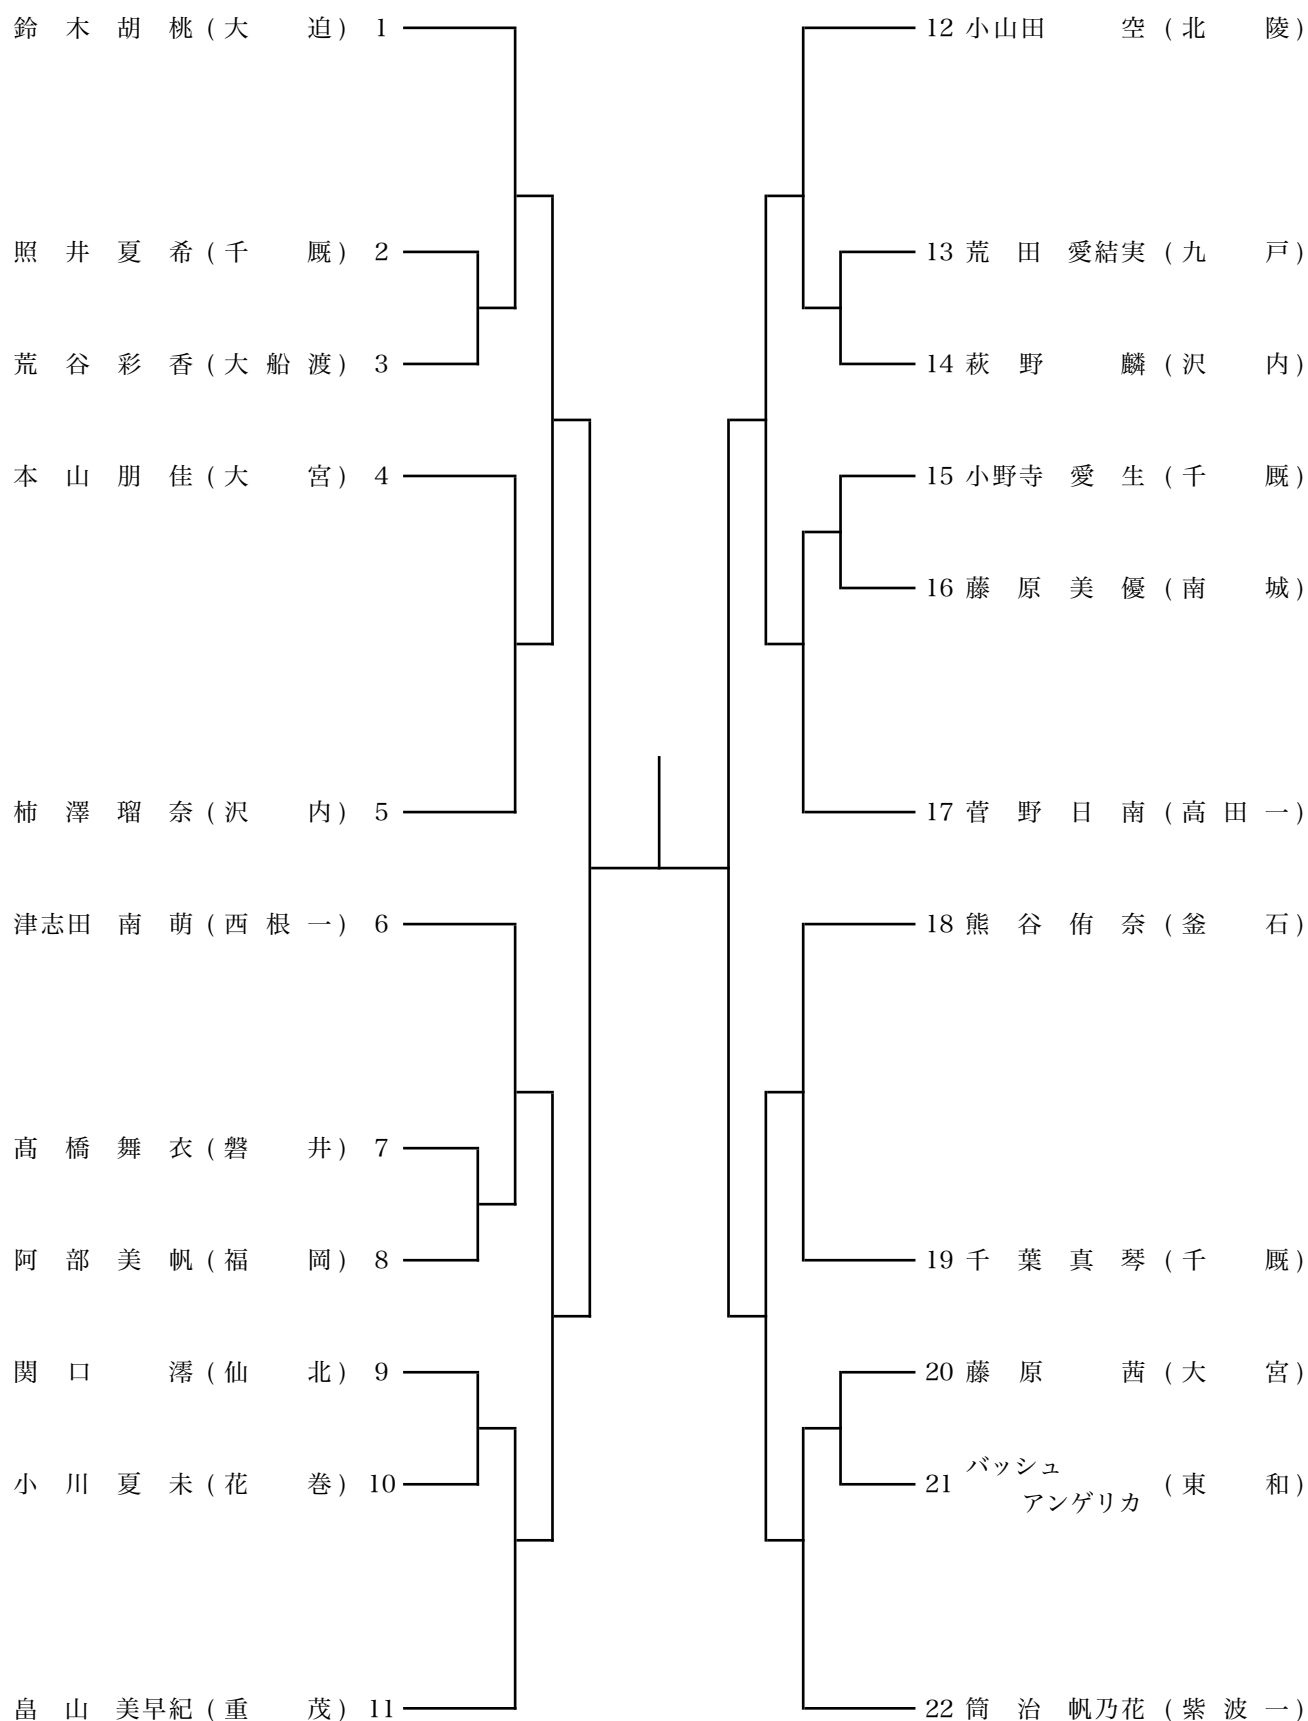 鈴木胡桃(大迫) 1
照井夏希(千厩) 2
荒谷彩香(大船渡) 3
本山朋佳(大宮) 4
柿澤瑠奈(沢内) 5
津志田南萌(西根一) 6
髙橋舞衣(磐井) 7
阿部美帆(福岡) 8
関口澪(仙北) 9
小川夏未(花巻) 10
畠山美早紀(重茂) 11
12 小山田空(北陵)
13 荒田愛結実(九戸)
14 萩野麟(沢内)
15 小野寺愛生(千厩)
16 藤原美優(南城)
17 菅野日南(高田一)
18 熊谷侑奈(釜石)
19 千葉真琴(千厩)
20 藤原茜(大宮)
21 バッシュ
アンゲリカ(東和)
22 筒治帆乃花(紫波一)